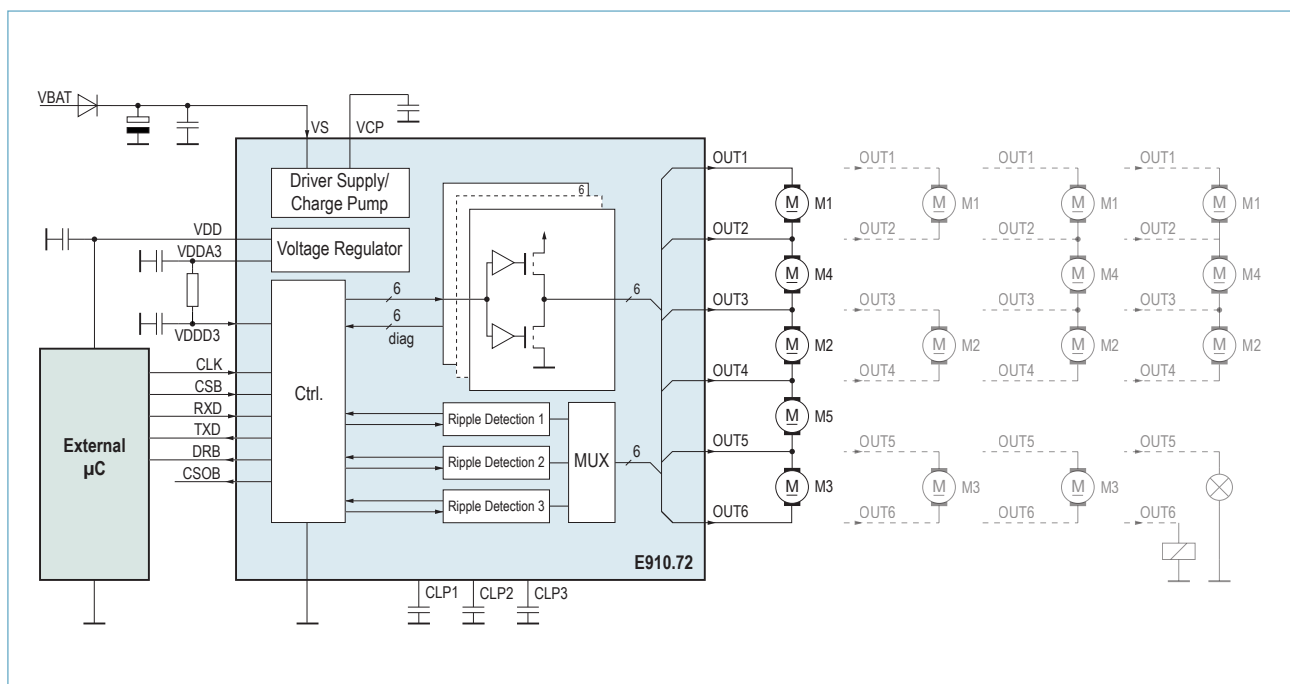 VBAT
VS
VCP
Driver Supply/
Charge Pump
6
VDD
Voltage Regulator
VDDA3
VDDD3
6
6
diag
6
Ctrl.
External
µC
CLK
CSB
RXD
TXD
DRB
CSOB
Ripple Detection 1
Ripple Detection 2
Ripple Detection 3
MUX
6
E910.72
CLP1
CLP2
CLP3
OUT1
M M1
OUT2
M M4
OUT3
M M2
OUT4
M M5
OUT5
M M3
OUT6
OUT1
M M1
OUT2
OUT3
M M2
OUT4
OUT5
M M3
OUT6
OUT1
M M1
OUT2
M M4
OUT3
M M2
OUT4
OUT5
M M3
OUT6
OUT1
M M1
OUT2
M M4
OUT3
M M2
OUT4
OUT5
OUT6